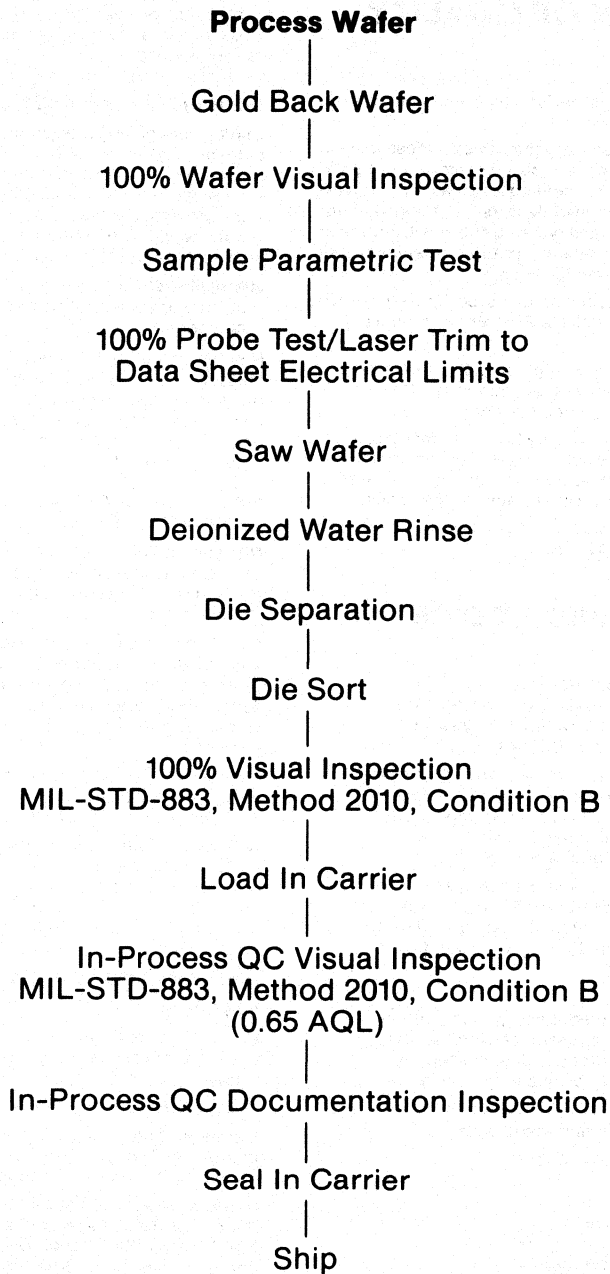 Process Wafer
Gold Back Wafer
100% Wafer Visual Inspection
Sample Parametric Test
100% Probe Test/Laser Trim to
Data Sheet Electrical Limits
Saw Wafer
Deionized Water Rinse
Die Separation
Die Sort
100% Visual Inspection
MIL-STD-883, Method 2010, Condition B
Load In Carrier
In-Process QC Visual Inspection
MIL-STD-883, Method 2010, Condition B
(0.65 AQL)
In-Process QC Documentation Inspection
Seal In Carrier
Ship